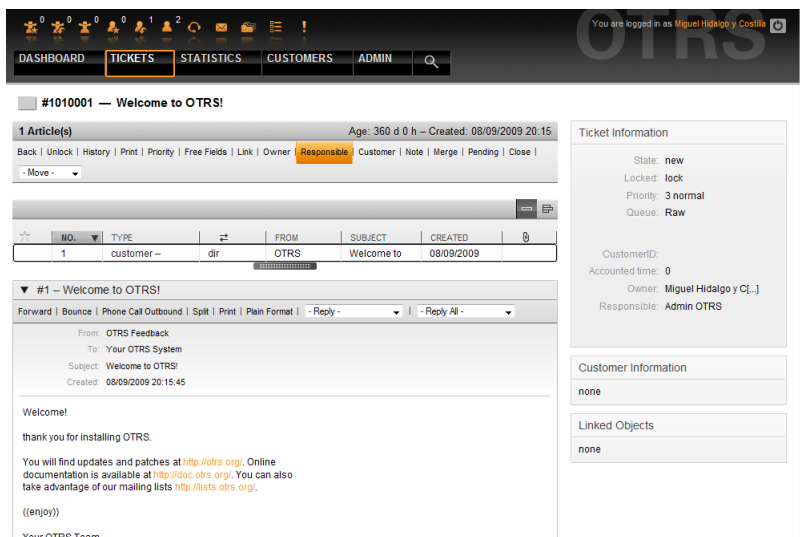 0 0 0 0 1 2
You are logged in as Miguel Hidalgo y Costilla
OTRS
DASHBOARD TICKETS STATISTICS CUSTOMERS ADMIN
#1010001 — Welcome to OTRS!
1 Article(s) Age: 360 d 0 h – Created: 08/09/2009 20:15
Back | Unlock | History | Print | Priority | Free Fields | Link | Owner | Responsible | Customer | Note | Merge | Pending | Close |
- Move -
NO. TYPE FROM SUBJECT CREATED
1 customer – dir OTRS Welcome to 08/09/2009
#1 – Welcome to OTRS!
Forward | Bounce | Phone Call Outbound | Split | Print | Plain Format | - Reply - | - Reply All -
From: OTRS Feedback
To: Your OTRS System
Subject: Welcome to OTRS!
Created: 08/09/2009 20:15:45
Welcome!
thank you for installing OTRS.
You will find updates and patches at http://otrs.org/. Online
documentation is available at http://doc.otrs.org/. You can also
take advantage of our mailing lists http://lists.otrs.org/.
((enjoy))
Your OTRS Team
Ticket Information
State: new
Locked: lock
Priority: 3 normal
Queue: Raw
CustomerID:
Accounted time: 0
Owner: Miguel Hidalgo y C[...]
Responsible: Admin OTRS
Customer Information
none
Linked Objects
none